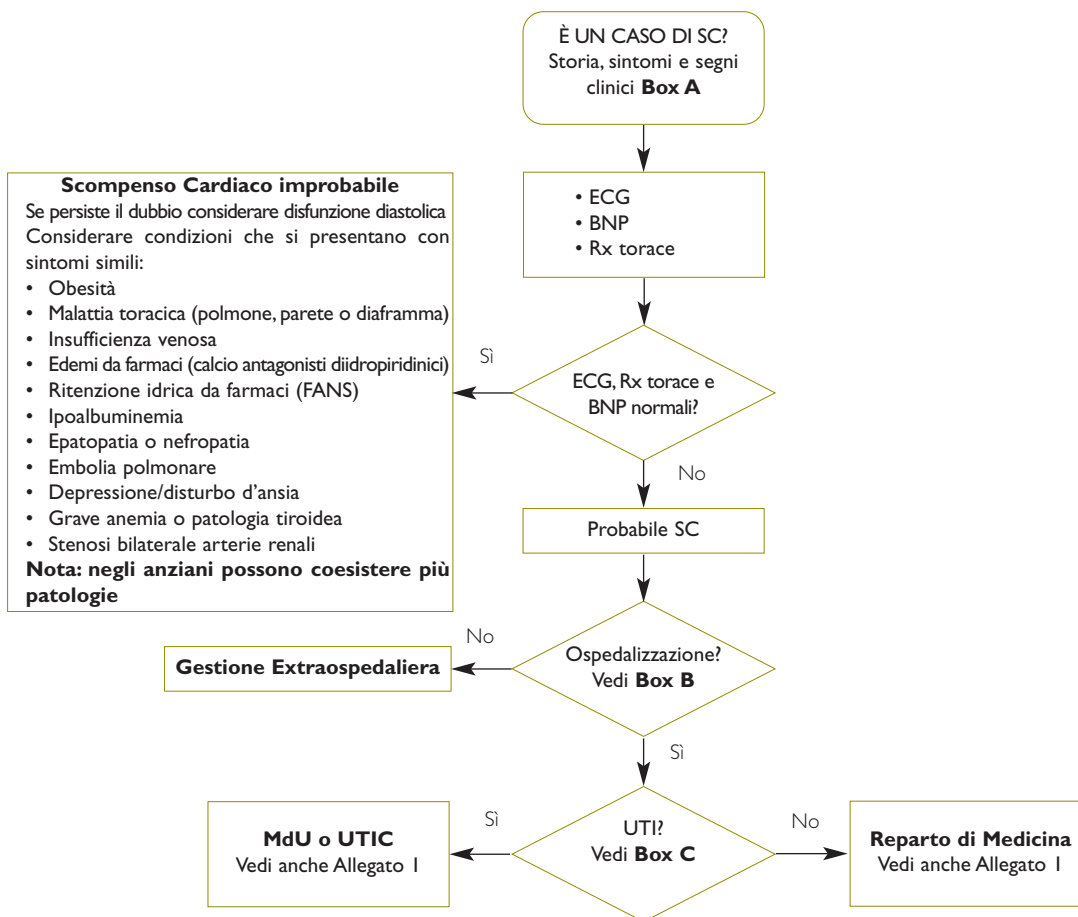 È UN CASO DI SC?
Storia, sintomi e segni
clinici Box A
• ECG
• BNP
• Rx torace
Scompenso Cardiaco improbabile
Se persiste il dubbio considerare disfunzione diastolica
Considerare condizioni che si presentano con
sintomi simili:
• Obesità
• Malattia toracica (polmone, parete o diaframma)
• Insufficienza venosa
• Edemi da farmaci (calcio antagonisti diidropiridinici)
• Ritenzione idrica da farmaci (FANS)
• Ipoalbuminemia
• Epatopatia o nefropatia
• Embolia polmonare
• Depressione/disturbo d'ansia
• Grave anemia o patologia tiroidea
• Stenosi bilaterale arterie renali
Nota: negli anziani possono coesistere più
patologie
Sì
ECG, Rx torace e
BNP normali?
No
Probabile SC
No
Ospedalizzazione?
Vedi Box B
Gestione Extraospedaliera
Sì
MdU o UTIC
Vedi anche Allegato 1
Sì
UTI?
Vedi Box C
No
Reparto di Medicina
Vedi anche Allegato 1